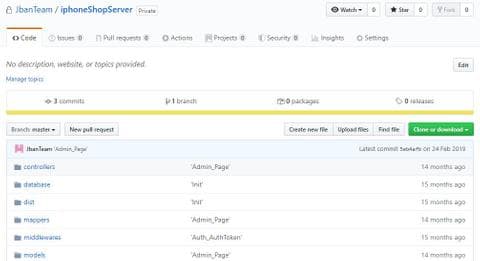 JbanTeam / iphoneShopServer Private
Watch 0 Star 0 Fork 0
Code Issues 0 Pull requests 0 Actions Projects 0 Security 0 Insights Settings
No description, website, or topics provided. Edit
Manage topics
3 commits 1 branch 0 packages 0 releases
Branch: master New pull request Create new file Upload files Find file Clone or download
JbanTeam 'Admin_Page' Latest commit on 24 Feb 2019
controllers 'Admin_Page' 14 months ago
database 'Init' 15 months ago
dist 'Init' 15 months ago
mappers 'Admin_Page' 14 months ago
middlewares 'Auth_AuthToken' 15 months ago
models 'Admin_Page' 14 months ago